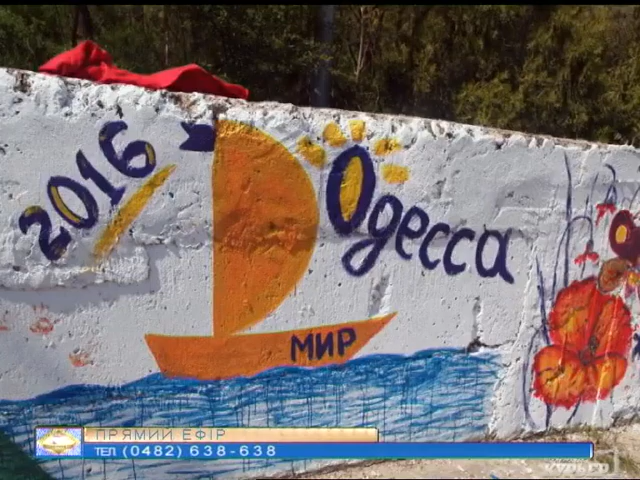 2016
Одесса
МИР
ПРЯМИЙ ЕФІР
ТЕЛ. (0482) 638-638